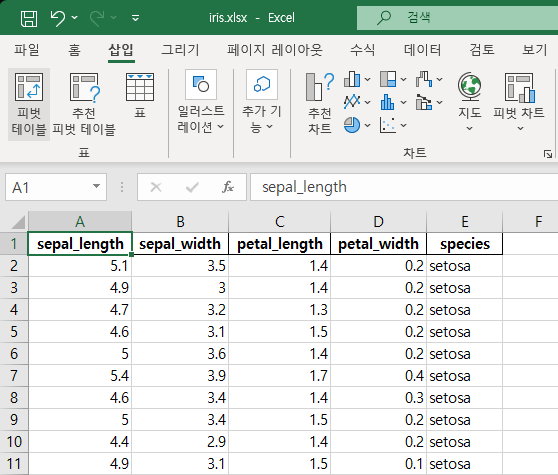 iris.xlsx - Excel
검색
파일 홈 삽입 그리기 페이지 레이아웃 수식 데이터 검토 보기
피벗 테이블
추천 피벗 테이블
표
일러스트레이션
추가 기능
추천 차트
지도
피벗 차트
표
차트
A1
fx
sepal_length
A B C D E F
1 sepal_length sepal_width petal_length petal_width species
2 5.1 3.5 1.4 0.2 setosa
3 4.9 3 1.4 0.2 setosa
4 4.7 3.2 1.3 0.2 setosa
5 4.6 3.1 1.5 0.2 setosa
6 5 3.6 1.4 0.2 setosa
7 5.4 3.9 1.7 0.4 setosa
8 4.6 3.4 1.4 0.3 setosa
9 5 3.4 1.5 0.2 setosa
10 4.4 2.9 1.4 0.2 setosa
11 4.9 3.1 1.5 0.1 setosa